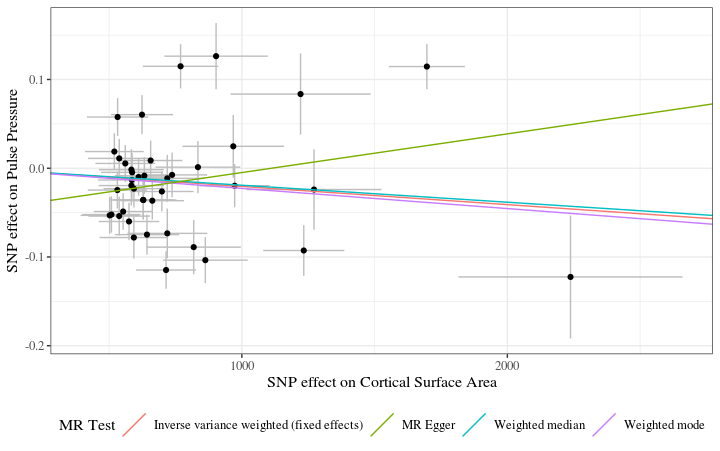 SNP effect on Pulse Pressure
0.1
0.0
-0.1
-0.2
1000
2000
SNP effect on Cortical Surface Area
MR Test
Inverse variance weighted (fixed effects)
MR Egger
Weighted median
Weighted mode